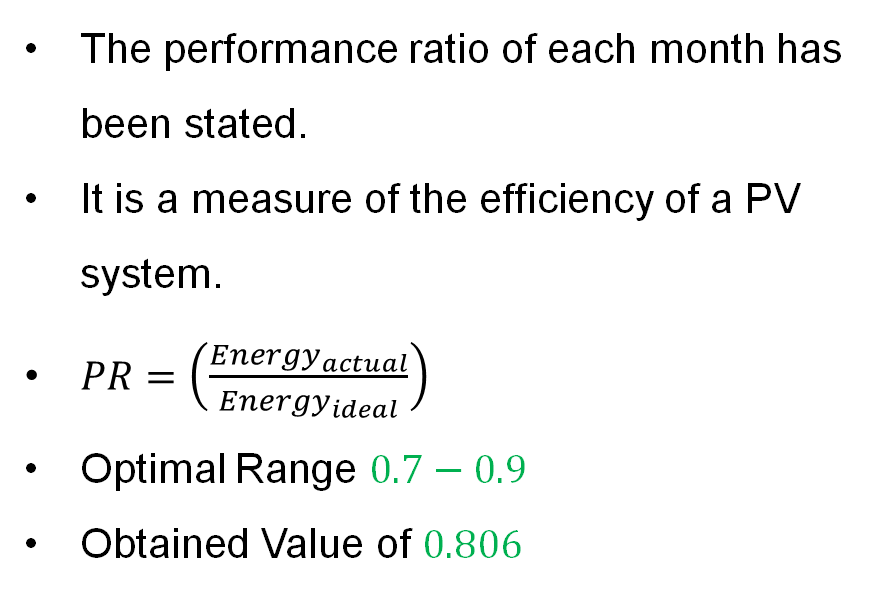 • The performance ratio of each month has
been stated.
• It is a measure of the efficiency of a PV
system.
• PR = (Energy_actual / Energy_ideal)
• Optimal Range 0.7 − 0.9
• Obtained Value of 0.806